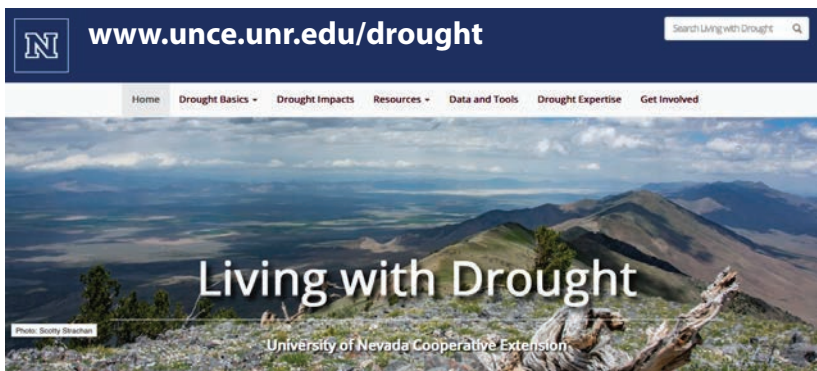 N
www.unce.unr.edu/drought
Search Living with Drought
Home Drought Basics Drought Impacts Resources Data and Tools Drought Expertise Get Involved
Living with Drought
Photo: Scotty Strachan
University of Nevada Cooperative Extension